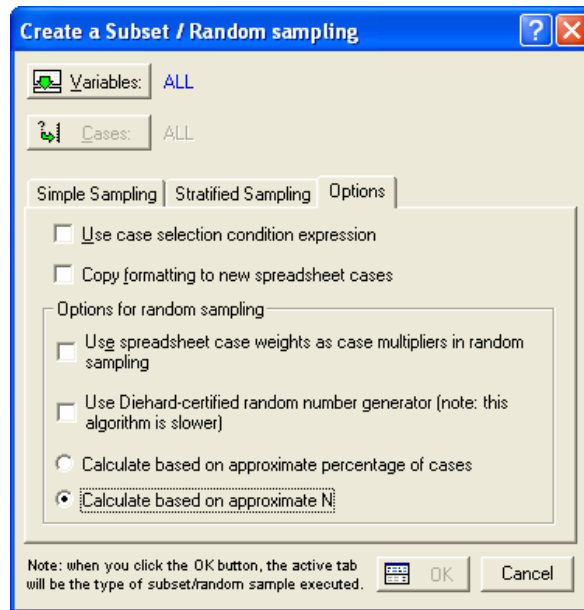 Create a Subset / Random sampling
Variables: ALL
Cases: ALL
Simple Sampling Stratified Sampling Options
Use case selection condition expression
Copy formatting to new spreadsheet cases
Options for random sampling
Use spreadsheet case weights as case multipliers in random
sampling
Use Diehard-certified random number generator (note: this
algorithm is slower)
Calculate based on approximate percentage of cases
Calculate based on approximate N
Note: when you click the OK button, the active tab
will be the type of subset/random sample executed.
OK Cancel